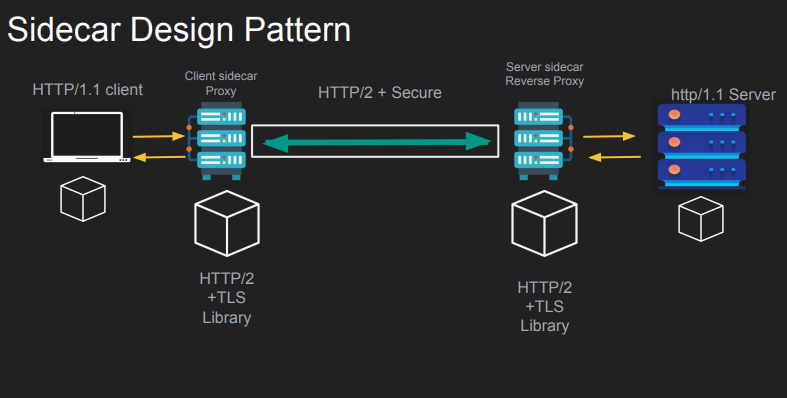 Sidecar Design Pattern
HTTP/1.1 client
Client sidecar
Proxy
HTTP/2 + Secure
Server sidecar
Reverse Proxy
http/1.1 Server
HTTP/2
+TLS
Library
HTTP/2
+TLS
Library